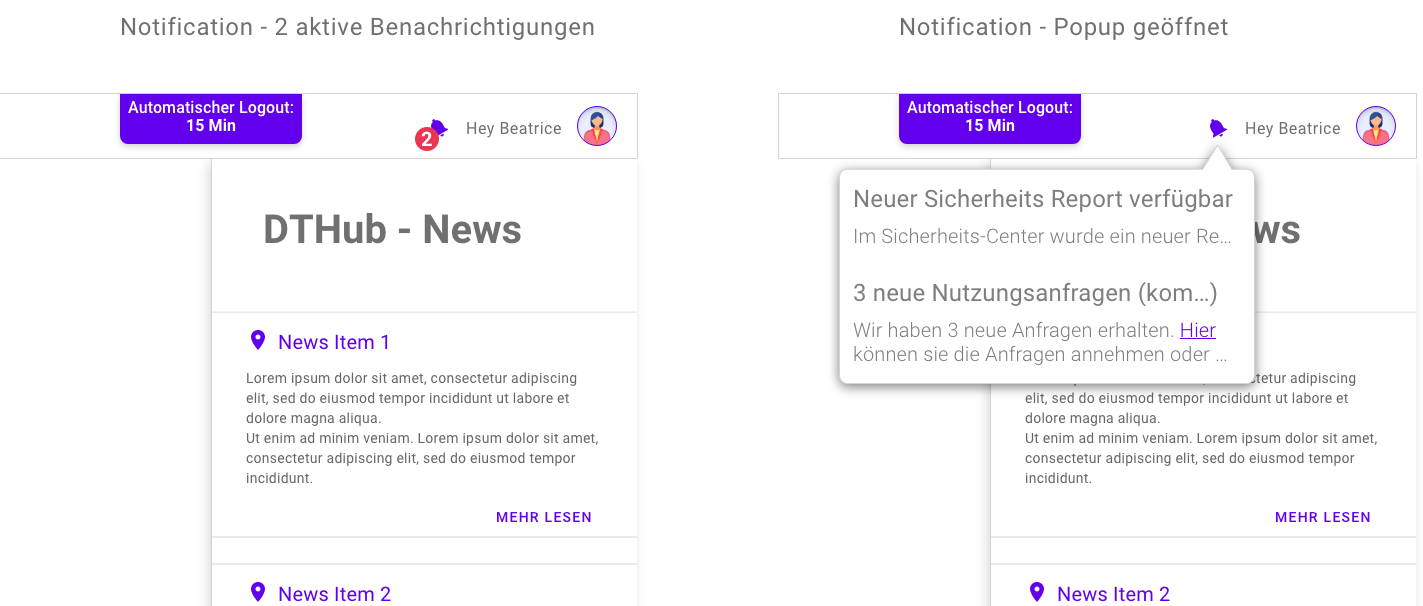 Notification - 2 aktive Benachrichtigungen
Automatischer Logout:
15 Min
2
Hey Beatrice
DTHub - News
News Item 1
Lorem ipsum dolor sit amet, consectetur adipiscing
elit, sed do eiusmod tempor incididunt ut labore et
dolore magna aliqua.
Ut enim ad minim veniam. Lorem ipsum dolor sit amet,
consectetur adipiscing elit, sed do eiusmod tempor
incididunt.
MEHR LESEN
News Item 2
Notification - Popup geöffnet
Automatischer Logout:
15 Min
Hey Beatrice
Neuer Sicherheits Report verfügbar
Im Sicherheits-Center wurde ein neuer Re…
3 neue Nutzungsanfragen (kom…)
Wir haben 3 neue Anfragen erhalten. Hier
können sie die Anfragen annehmen oder …
ws
tetur adipiscing
elit, sed do eiusmod tempor incididunt ut labore et
dolore magna aliqua.
Ut enim ad minim veniam. Lorem ipsum dolor sit amet,
consectetur adipiscing elit, sed do eiusmod tempor
incididunt.
MEHR LESEN
News Item 2